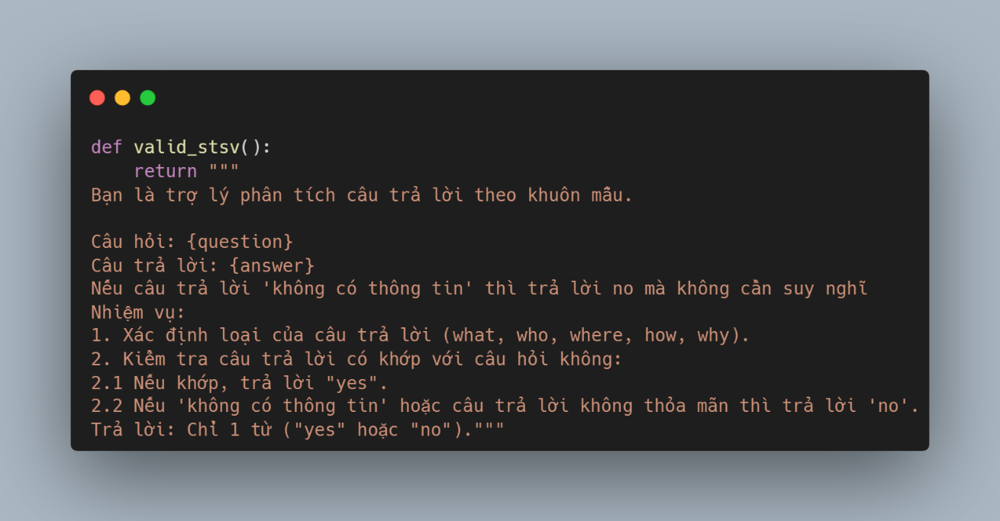 def valid_stsv():
    return """
Bạn là trợ lý phân tích câu trả lời theo khuôn mẫu.

Câu hỏi: {question}
Câu trả lời: {answer}
Nếu câu trả lời 'không có thông tin' thì trả lời no mà không cần suy nghĩ
Nhiệm vụ:
1. Xác định loại của câu trả lời (what, who, where, how, why).
2. Kiểm tra câu trả lời có khớp với câu hỏi không:
2.1 Nếu khớp, trả lời "yes".
2.2 Nếu 'không có thông tin' hoặc câu trả lời không thỏa mãn thì trả lời 'no'.
Trả lời: Chỉ 1 từ ("yes" hoặc "no")."""